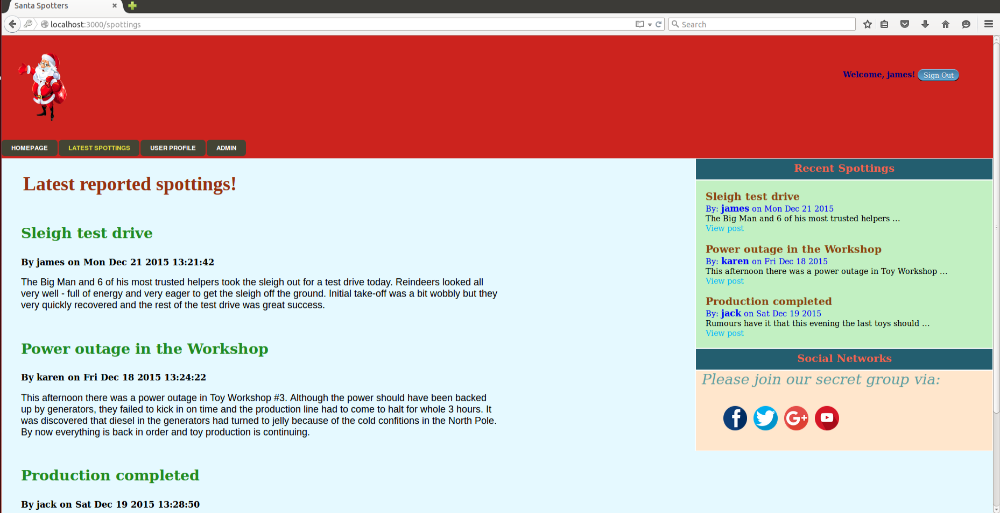 Santa Spotters
localhost:3000/spottings
Search
Welcome, james! Sign Out
HOMEPAGE LATEST SPOTTINGS USER PROFILE ADMIN
Latest reported spottings!
Sleigh test drive
By james on Mon Dec 21 2015 13:21:42
The Big Man and 6 of his most trusted helpers took the sleigh out for a test drive today. Reindeers looked all
very well - full of energy and very eager to get the sleigh off the ground. Initial take-off was a bit wobbly but they
very quickly recovered and the rest of the test drive was great success.
Power outage in the Workshop
By karen on Fri Dec 18 2015 13:24:22
This afternoon there was a power outage in Toy Workshop #3. Although the power should have been backed
up by generators, they failed to kick in on time and the production line had to come to halt for whole 3 hours. It
was discovered that diesel in the generators had turned to jelly because of the cold confitions in the North Pole.
By now everything is back in order and toy production is continuing.
Production completed
By jack on Sat Dec 19 2015 13:28:50
Recent Spottings
Sleigh test drive
By: james on Mon Dec 21 2015
The Big Man and 6 of his most trusted helpers ...
View post
Power outage in the Workshop
By: karen on Fri Dec 18 2015
This afternoon there was a power outage in Toy Workshop ...
View post
Production completed
By: jack on Sat Dec 19 2015
Rumours have it that this evening the last toys should ...
View post
Social Networks
Please join our secret group via:
f G+